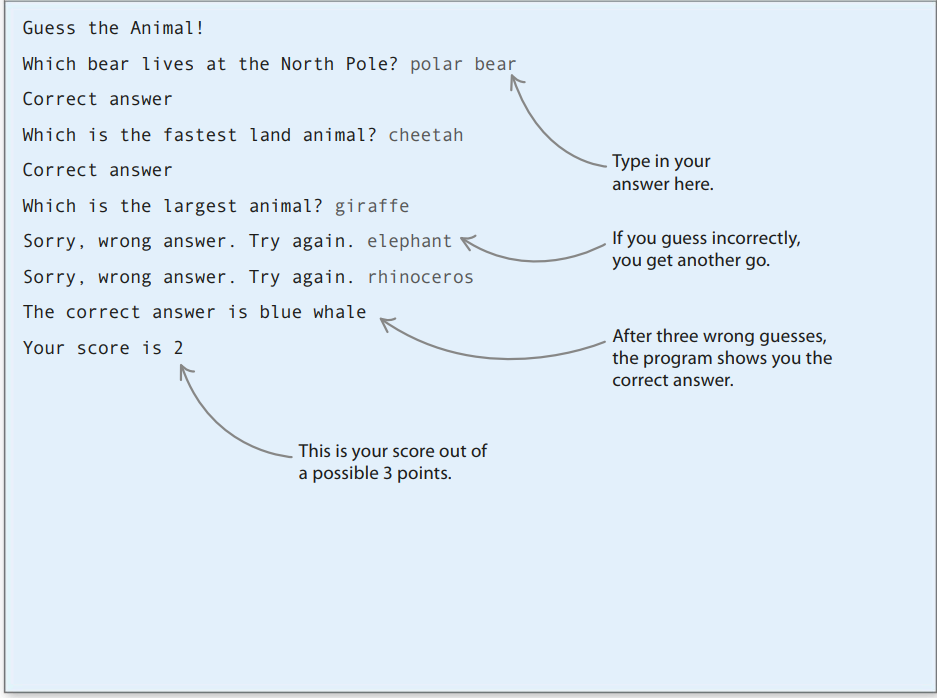 Guess the Animal!
Which bear lives at the North Pole? polar bear
Correct answer
Which is the fastest land animal? cheetah
Correct answer
Type in your
answer here.
Which is the largest animal? giraffe
Sorry, wrong answer. Try again. elephant
If you guess incorrectly,
you get another go.
Sorry, wrong answer. Try again. rhinoceros
The correct answer is blue whale
After three wrong guesses,
the program shows you the
correct answer.
Your score is 2
This is your score out of
a possible 3 points.